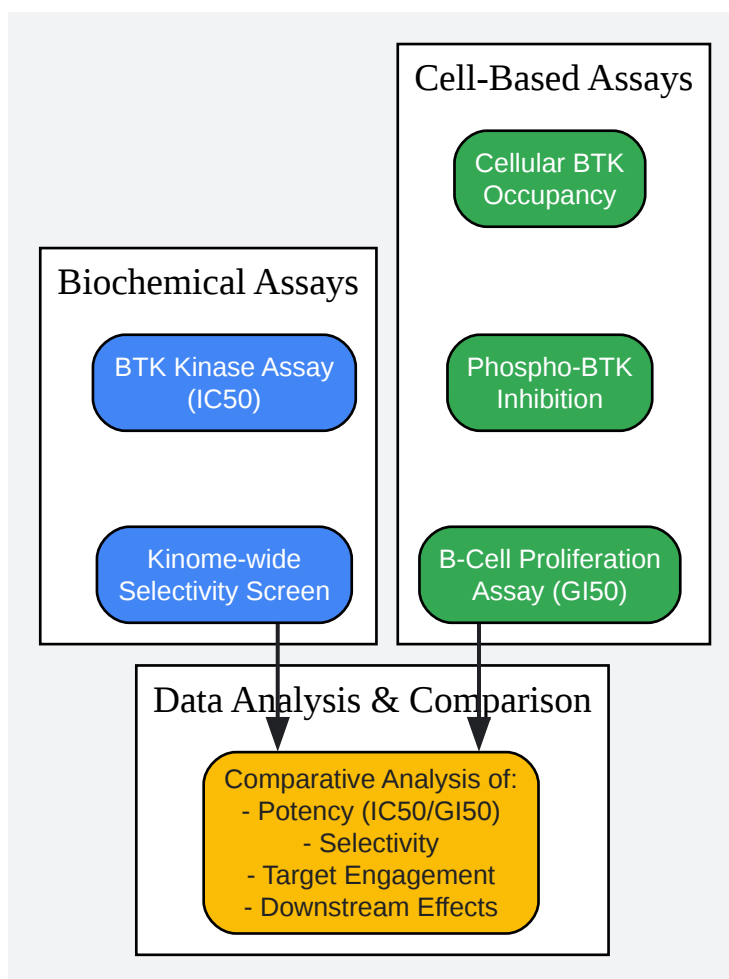 Cell-Based Assays
Cellular BTK
Occupancy
Phospho-BTK
Inhibition
B-Cell Proliferation
Assay (GI50)
Biochemical Assays
BTK Kinase Assay
(IC50)
Kinome-wide
Selectivity Screen
Data Analysis & Comparison
Comparative Analysis of:
- Potency (IC50/GI50)
- Selectivity
- Target Engagement
- Downstream Effects